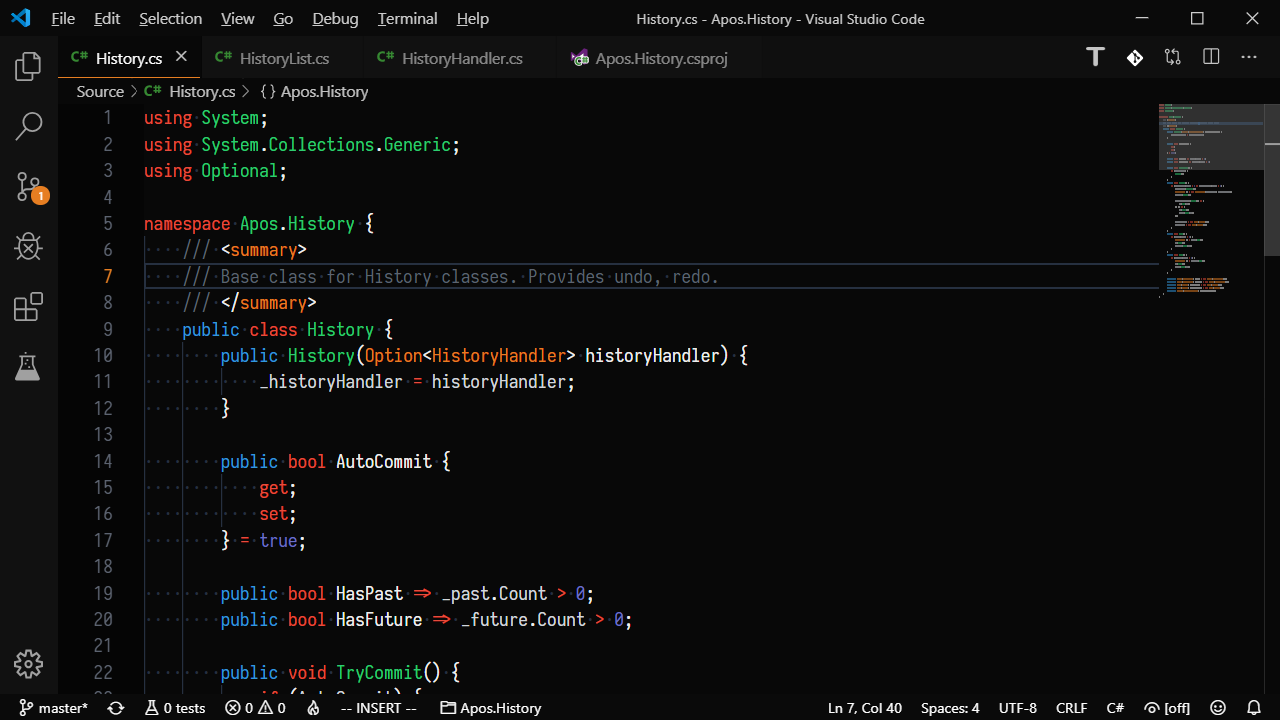 File Edit Selection View Go Debug Terminal Help History.cs - Apos.History - Visual Studio Code
C# History.cs C# HistoryList.cs C# HistoryHandler.cs Apos.History.csproj
Source > C# History.cs > {} Apos.History
1 using System;
2 using System.Collections.Generic;
3 using Optional;
4
5 namespace Apos.History {
6 /// <summary>
7 /// Base class for History classes. Provides undo, redo.
8 /// </summary>
9 public class History {
10 public History(Option<HistoryHandler> historyHandler) {
11 _historyHandler = historyHandler;
12 }
13
14 public bool AutoCommit {
15 get;
16 set;
17 } = true;
18
19 public bool HasPast => _past.Count > 0;
20 public bool HasFuture => _future.Count > 0;
21
22 public void TryCommit() {
1
master* 0 tests 0 0 -- INSERT -- Apos.History Ln 7, Col 40 Spaces: 4 UTF-8 CRLF C# [off]